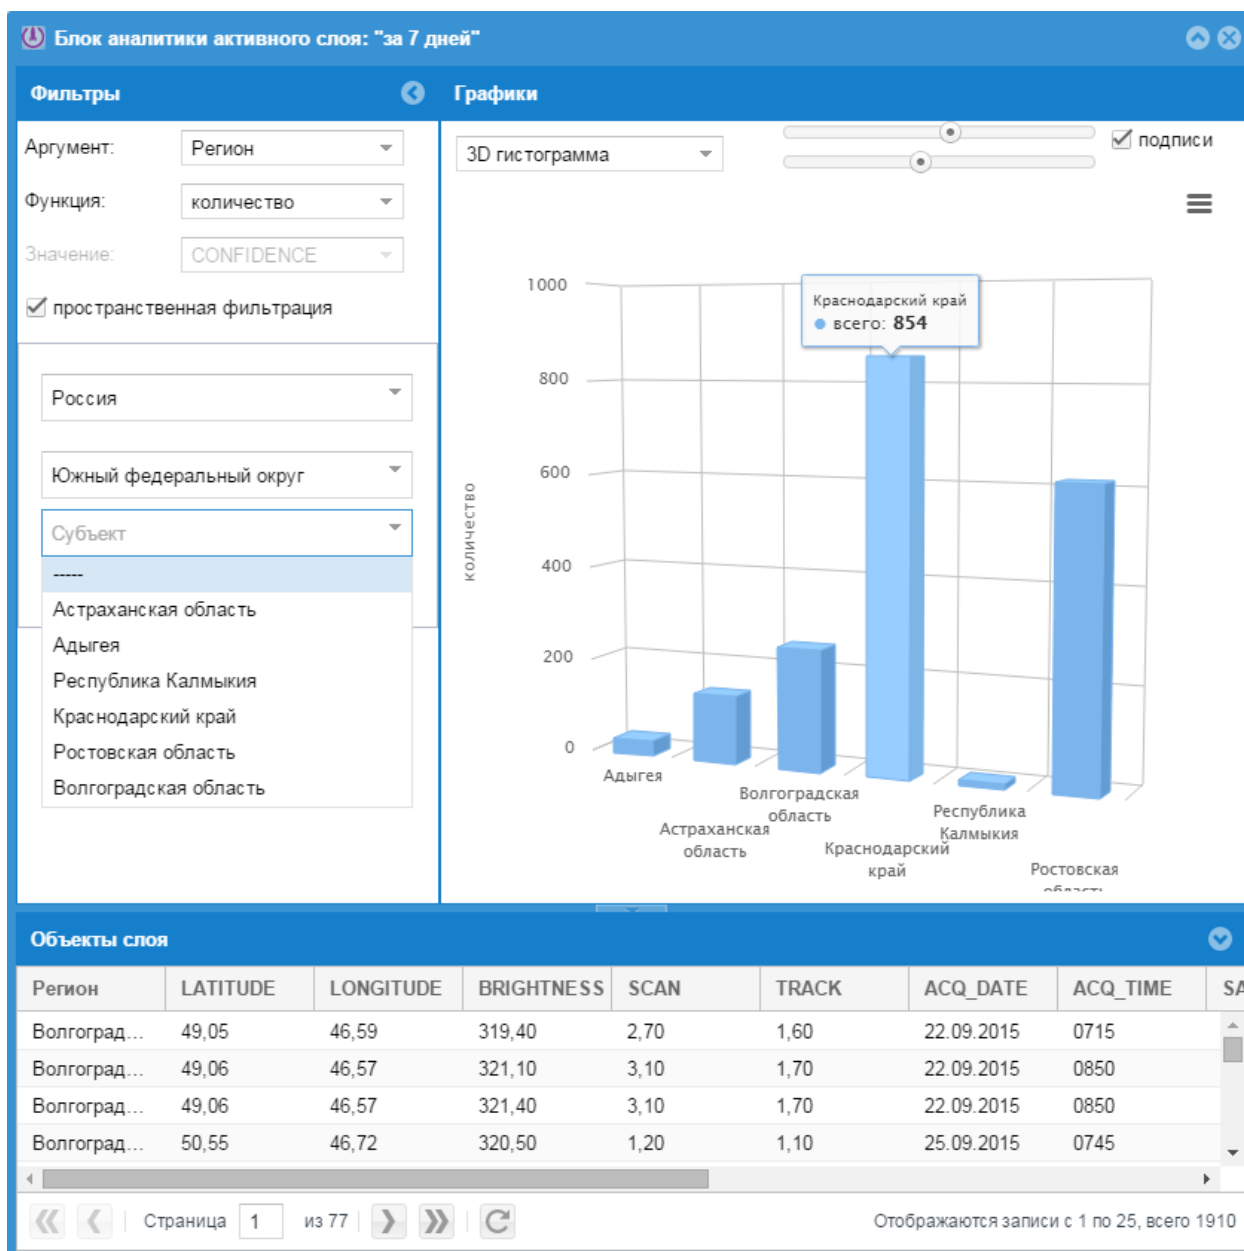 Блок аналитики активного слоя: "за 7 дней"
Фильтры
Графики
Аргумент: Регион
Функция: количество
Значение: CONFIDENCE
пространственная фильтрация
Россия
Южный федеральный округ
Субъект
-----
Астраханская область
Адыгея
Республика Калмыкия
Краснодарский край
Ростовская область
Волгоградская область
3D гистограмма
подписи
1000
800
600
400
200
0
количество
Краснодарский край
всего: 854
Адыгея
Астраханская
область
Волгоградская
область
Краснодарский
край
Республика
Калмыкия
Ростовская
область
Объекты слоя
Регион LATITUDE LONGITUDE BRIGHTNESS SCAN TRACK ACQ_DATE ACQ_TIME SA
Волгоград... 49,05 46,59 319,40 2,70 1,60 22.09.2015 0715
Волгоград... 49,06 46,57 321,10 3,10 1,70 22.09.2015 0850
Волгоград... 49,06 46,57 321,40 3,10 1,70 22.09.2015 0850
Волгоград... 50,55 46,72 320,50 1,20 1,10 25.09.2015 0745
Страница 1 из 77
Отображаются записи с 1 по 25, всего 1910